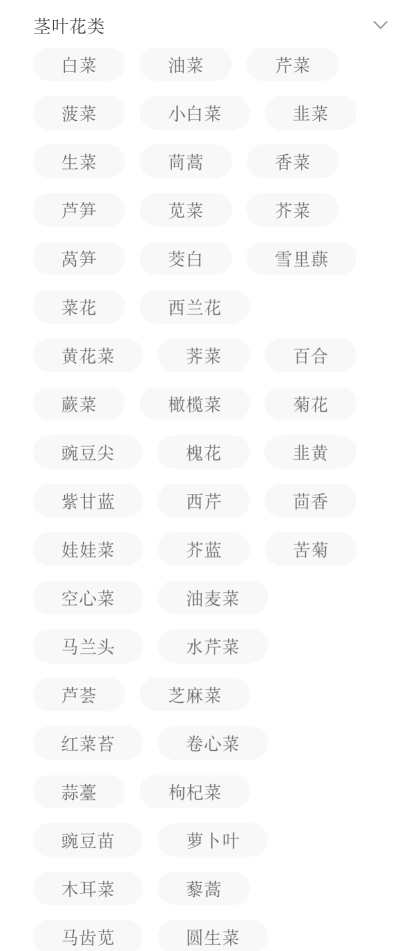 茎叶花类
白菜 油菜 芹菜
菠菜 小白菜 韭菜
生菜 茼蒿 香菜
芦笋 苋菜 芥菜
莴笋 茭白 雪里蕻
菜花 西兰花
黄花菜 荠菜 百合
蕨菜 橄榄菜 菊花
豌豆尖 槐花 韭黄
紫甘蓝 西芹 茴香
娃娃菜 芥蓝 苦菊
空心菜 油麦菜
马兰头 水芹菜
芦荟 芝麻菜
红菜苔 卷心菜
蒜薹 枸杞菜
豌豆苗 萝卜叶
木耳菜 藜蒿
马齿苋 圆生菜